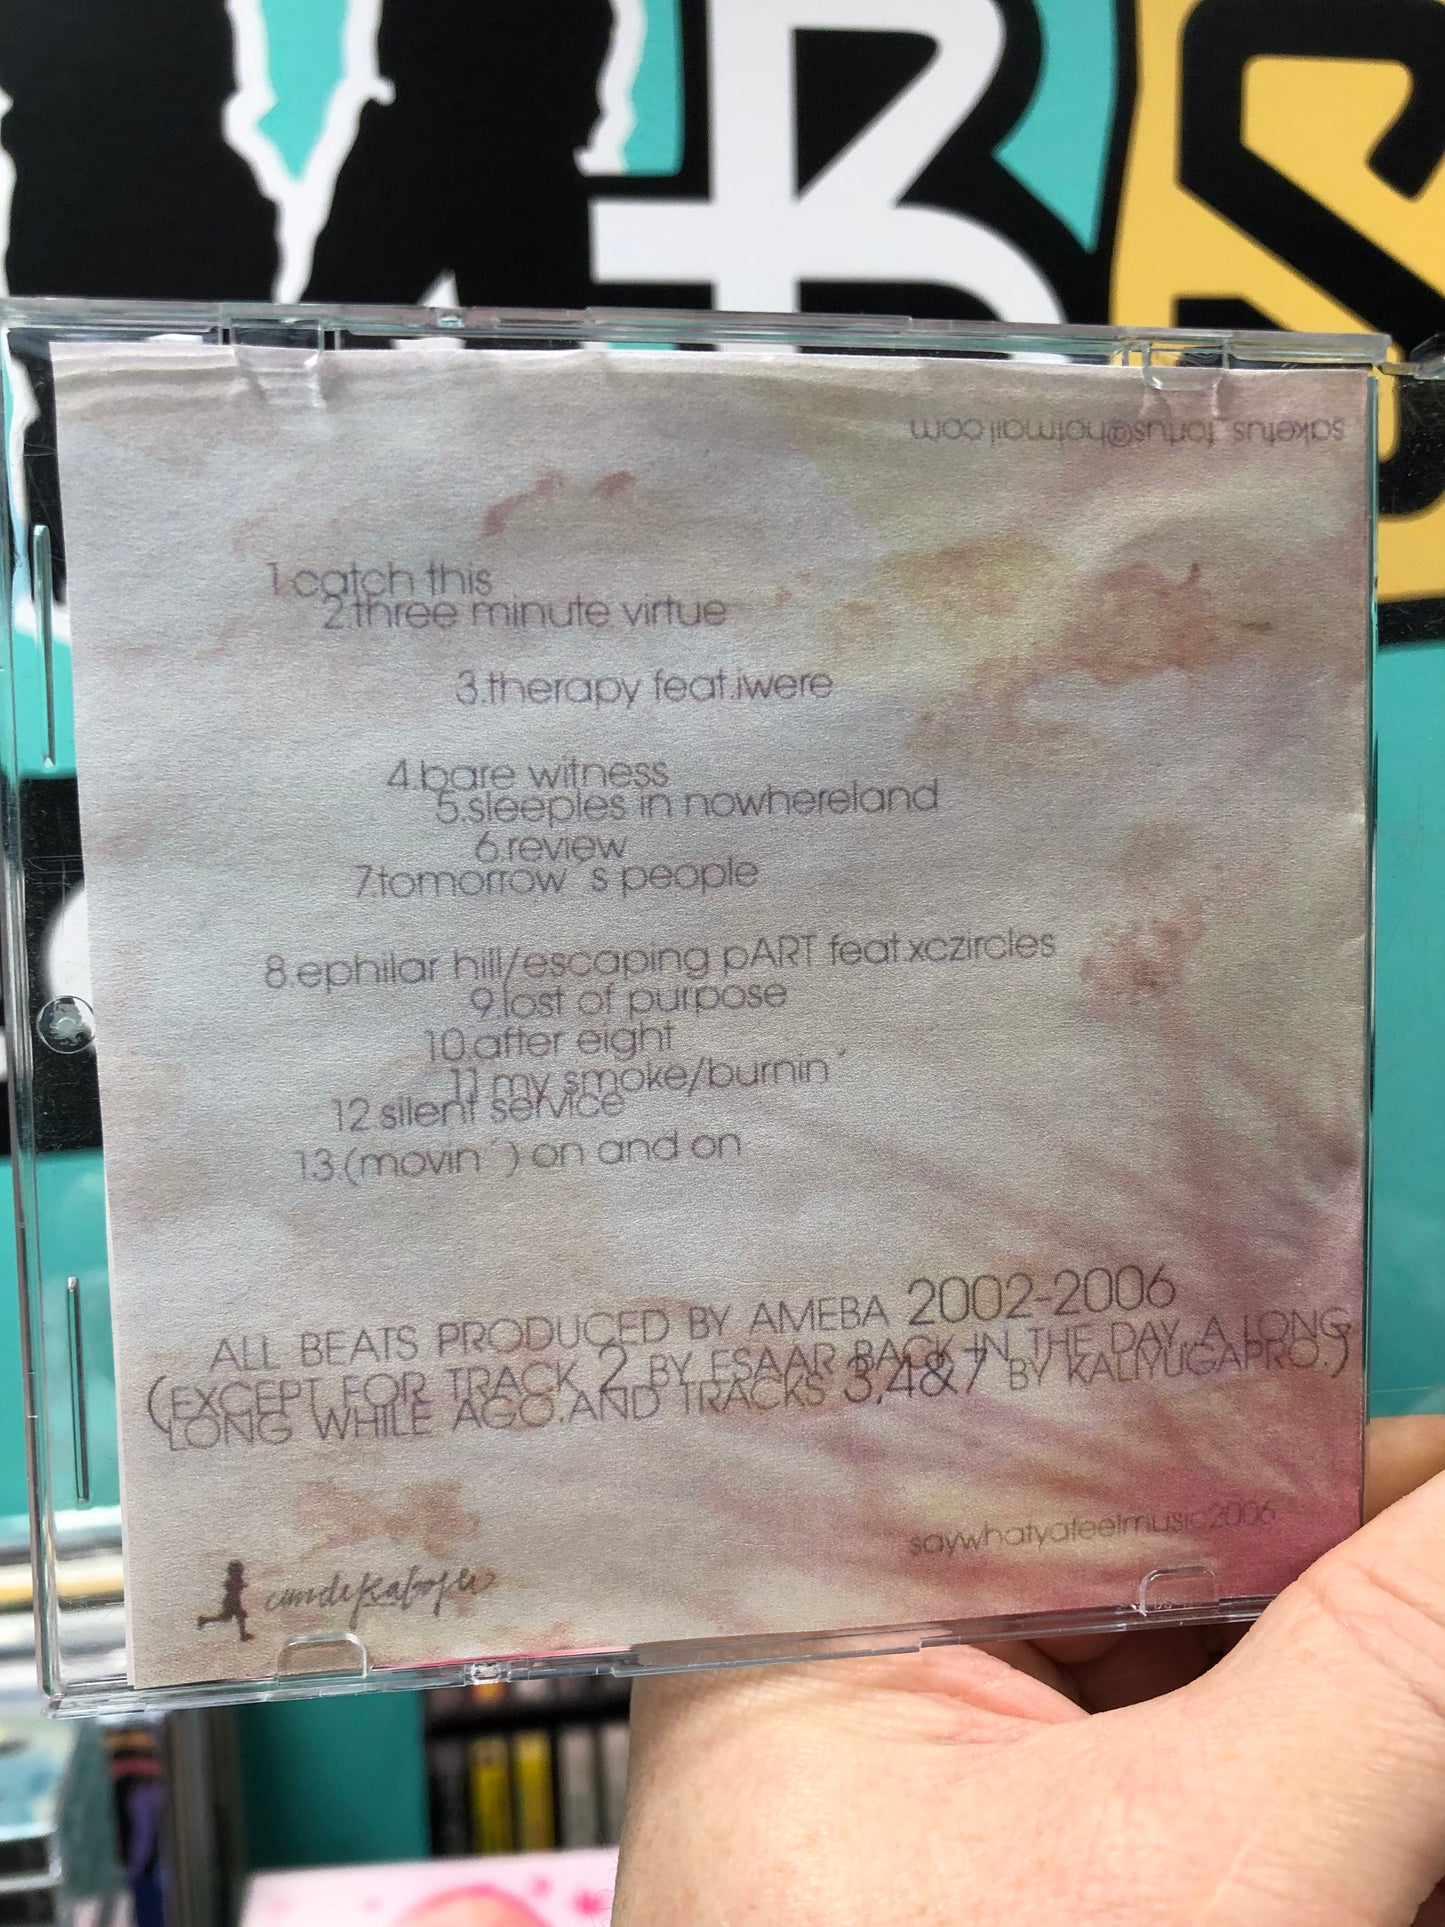 saketus_fortus@hotmail.com
1.catch this
2.three minute virtue
3.therapy feat.iwere
4.bare witness
5.sleeples in nowhereland
6.review
7.tomorrow´s people
8.ephilar hill/escaping pART feat.xczircles
9.lost of purpose
10.after eight
11.my smoke/burnin´
12.silent service
13.(movin´) on and on
ALL BEATS PRODUCED BY AMEBA 2002-2006
(EXCEPT FOR TRACK 2 BY ESAAR BACK IN THE DAY, A LONG
LONG WHILE AGO.AND TRACKS 3,4&7 BY KALIYUGAPRO.)
saywhatyafeelmusic2006